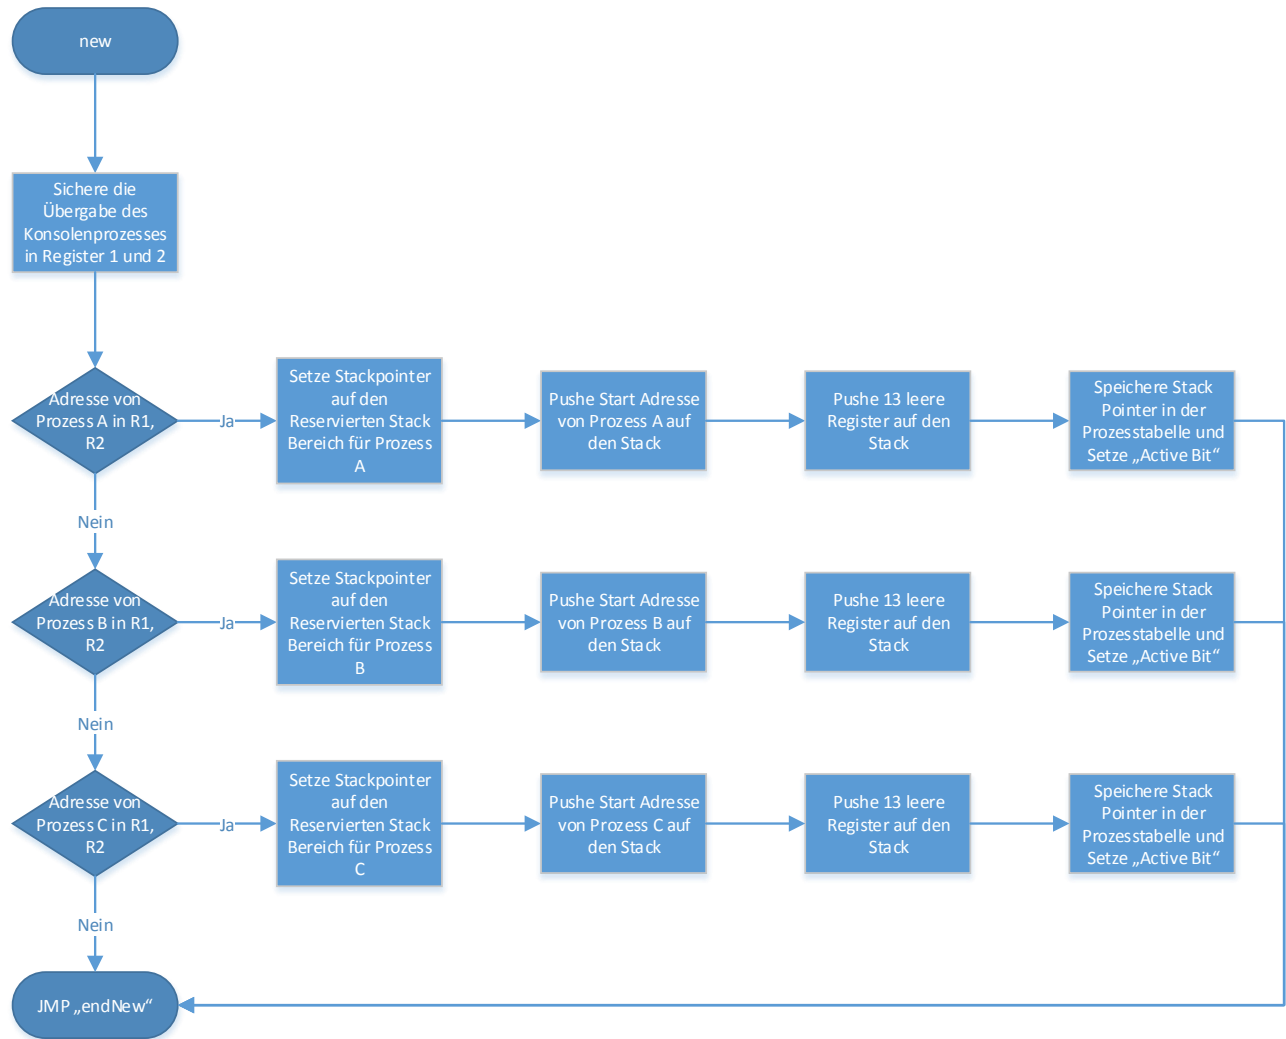 new
Sichere die
Übergabe des
Konsolenprozesses
in Register 1 und 2
Adresse von
Prozess A in R1,
R2
Ja
Setze Stackpointer
auf den
Reservierten Stack
Bereich für Prozess
A
Pushe Start Adresse
von Prozess A auf
den Stack
Pushe 13 leere
Register auf den
Stack
Speichere Stack
Pointer in der
Prozesstabelle und
Setze „Active Bit“
Nein
Adresse von
Prozess B in R1,
R2
Ja
Setze Stackpointer
auf den
Reservierten Stack
Bereich für Prozess
B
Pushe Start Adresse
von Prozess B auf
den Stack
Pushe 13 leere
Register auf den
Stack
Speichere Stack
Pointer in der
Prozesstabelle und
Setze „Active Bit“
Nein
Adresse von
Prozess C in R1,
R2
Ja
Setze Stackpointer
auf den
Reservierten Stack
Bereich für Prozess
C
Pushe Start Adresse
von Prozess C auf
den Stack
Pushe 13 leere
Register auf den
Stack
Speichere Stack
Pointer in der
Prozesstabelle und
Setze „Active Bit“
Nein
JMP „endNew“